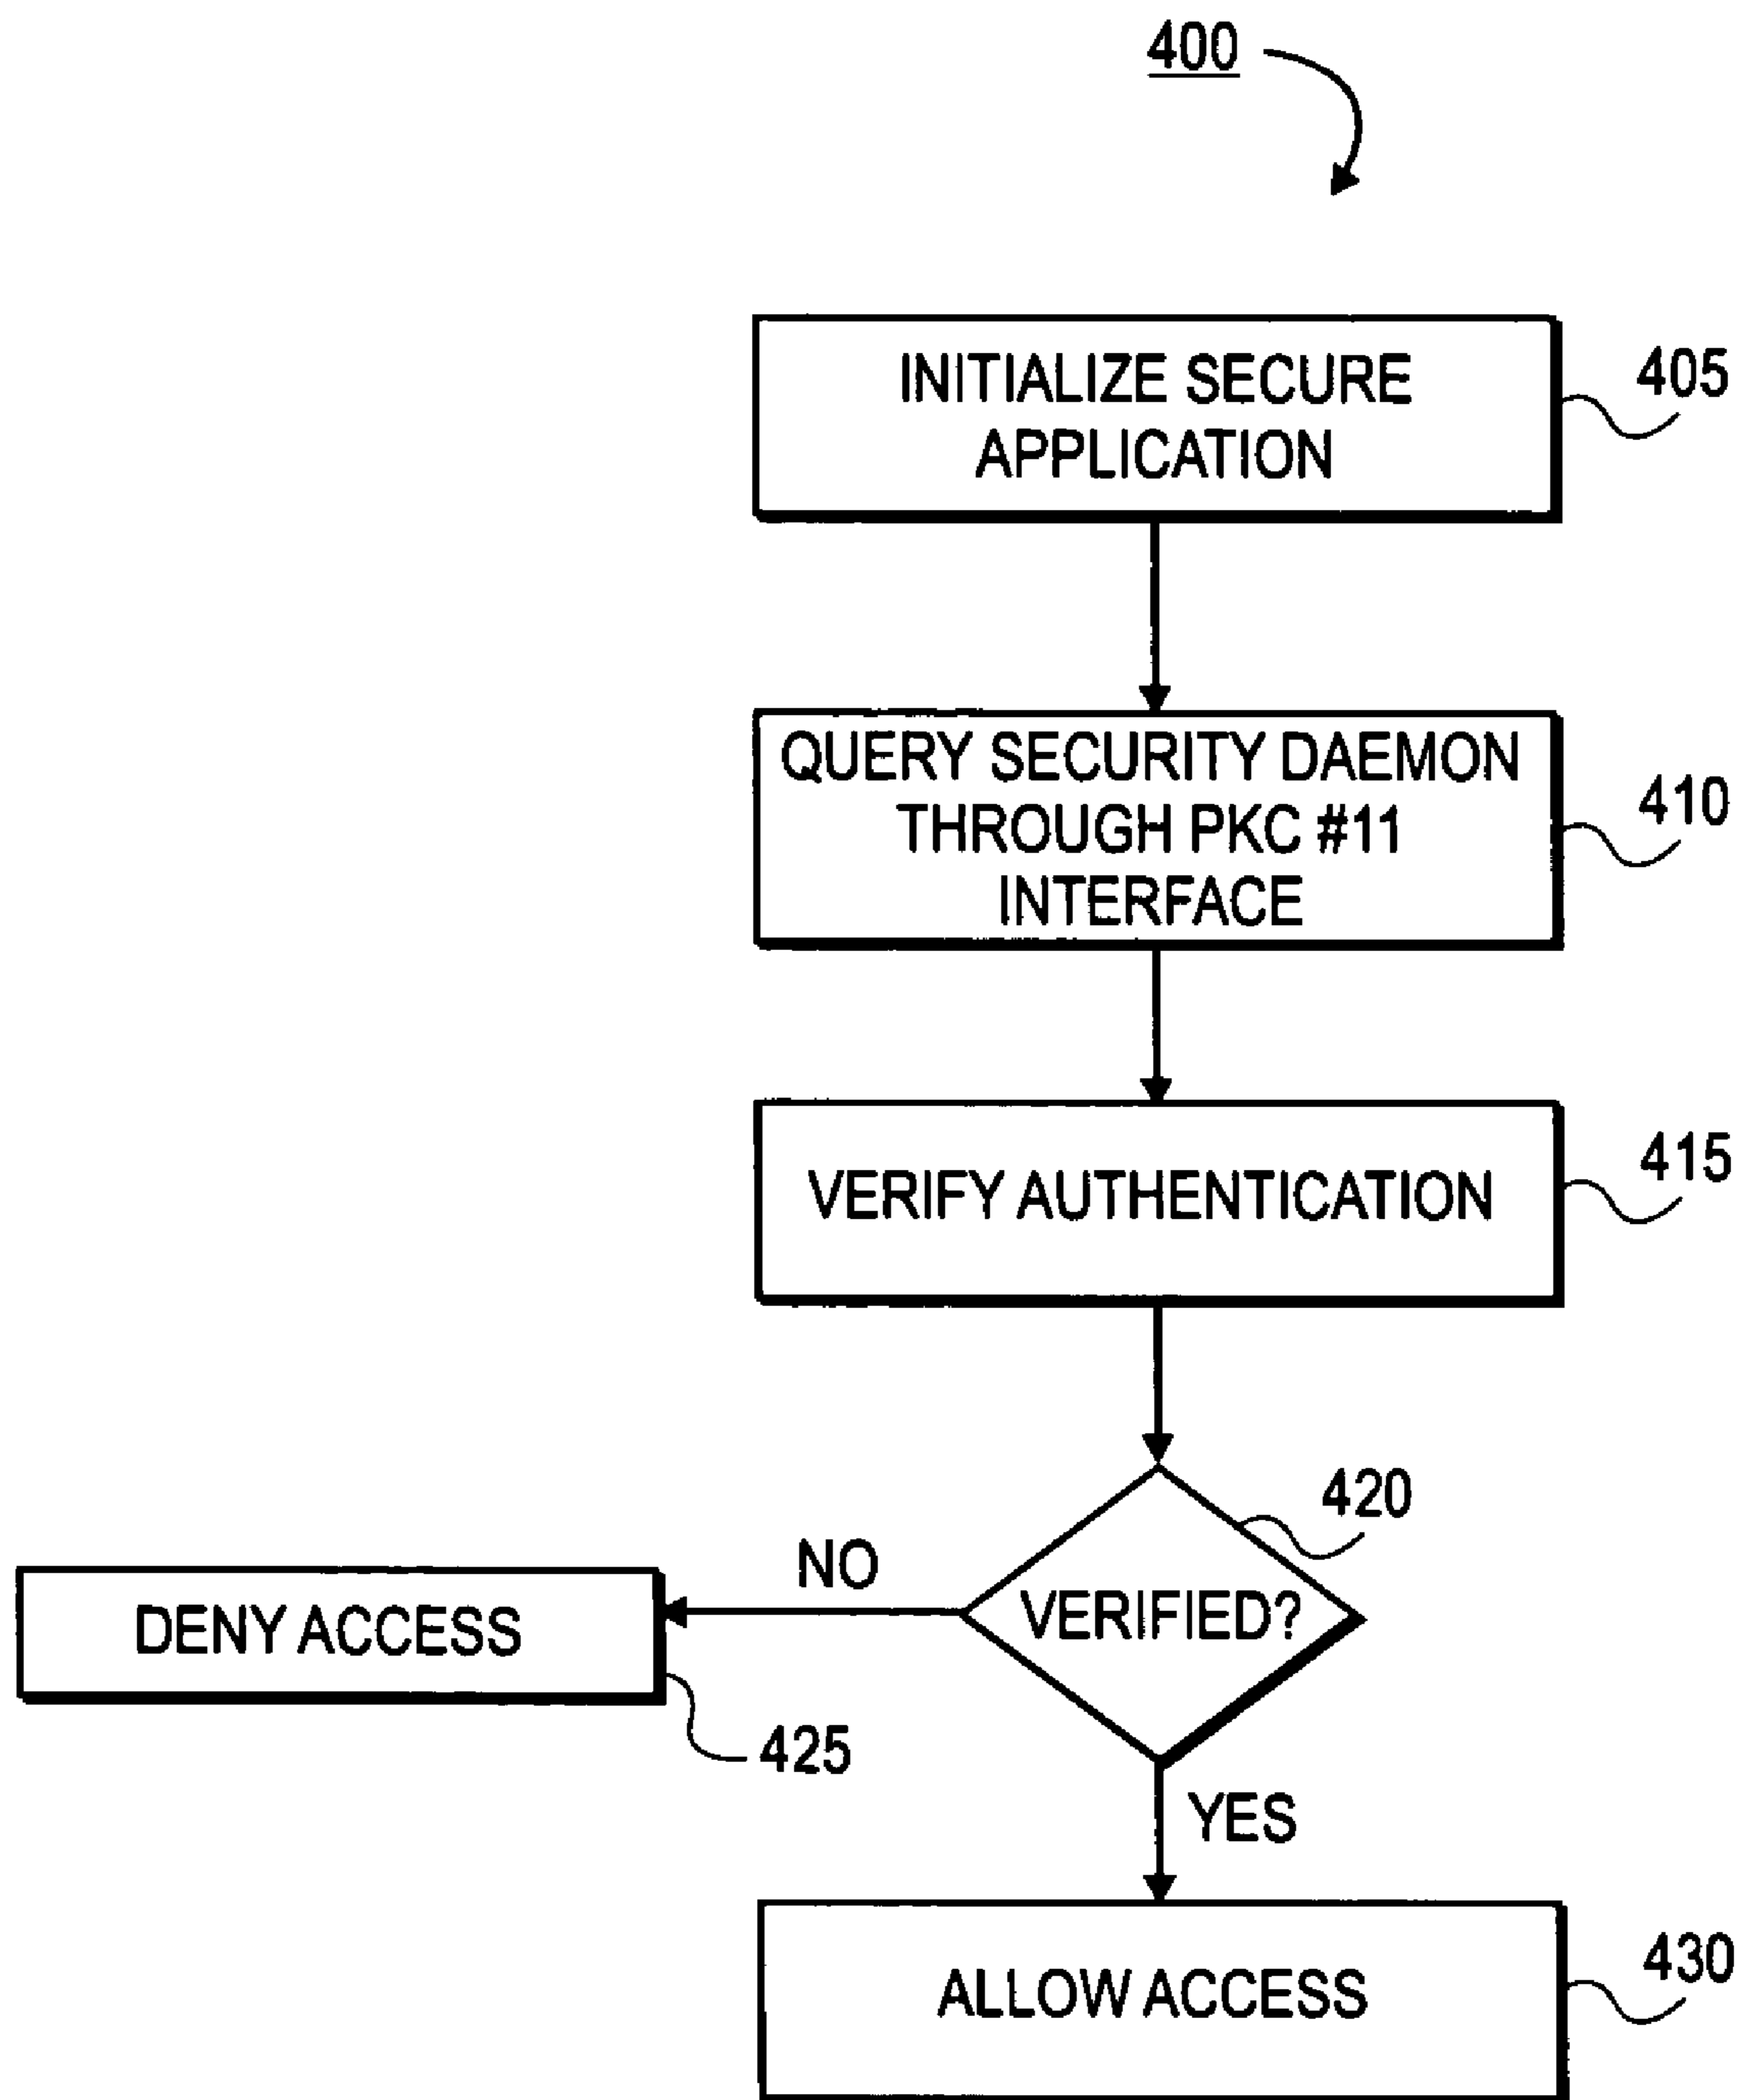 400
INITIALIZE SECURE
APPLICATION
405
QUERY SECURITY DAEMON
THROUGH PKC #11
INTERFACE
410
VERIFY AUTHENTICATION
415
420
VERIFIED?
NO
DENY ACCESS
425
YES
ALLOW ACCESS
430